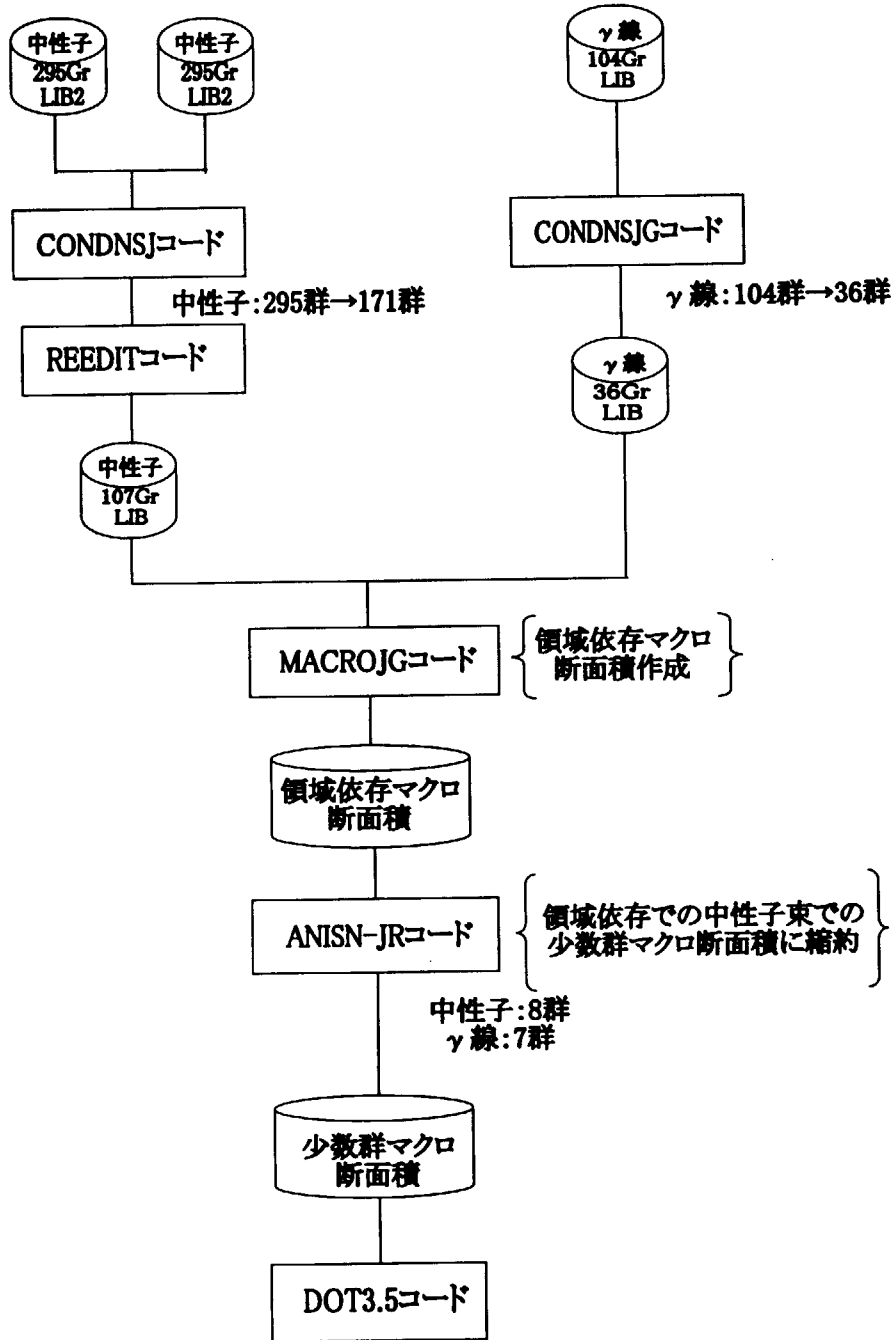 中性子
295Gr
LIB2
中性子
295Gr
LIB2
γ 線
104Gr
LIB
CONDNSJコード
CONDNSJGコード
中性子:295群→171群
γ 線:104群→36群
REEDITコード
γ 線
36Gr
LIB
中性子
107Gr
LIB
MACROJGコード
領域依存マクロ
断面積作成
領域依存マクロ
断面積
ANISN-JRコード
領域依存での中性子束での
少数群マクロ断面積に縮約
中性子:8群
γ 線:7群
少数群マクロ
断面積
DOT3.5コード